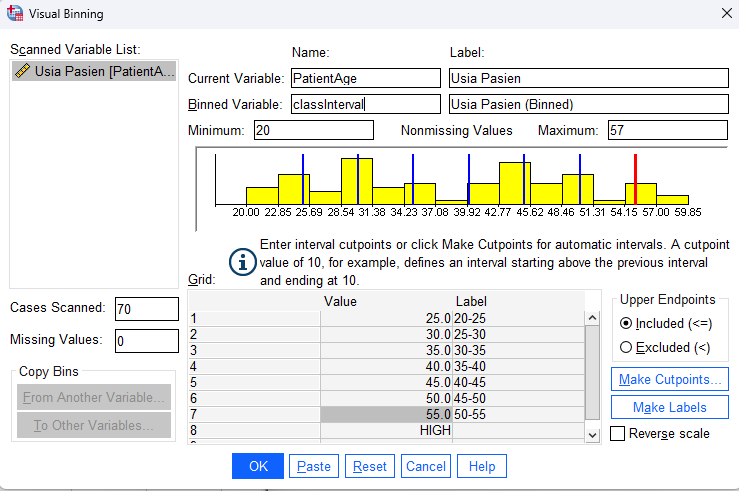 Visual Binning
Scanned Variable List:
Usia Pasien [PatientA...
Name:
Label:
Current Variable:
PatientAge
Usia Pasien
Binned Variable:
classInterval
Usia Pasien (Binned)
Minimum:
20
Nonmissing Values
Maximum:
57
20.00 22.85 25.69 28.54 31.38 34.23 37.08 39.92 42.77 45.62 48.46 51.31 54.15 57.00 59.85
Enter interval cutpoints or click Make Cutpoints for automatic intervals. A cutpoint
value of 10, for example, defines an interval starting above the previous interval
and ending at 10.
Grid:
Value Label
1 25.0 20-25
2 30.0 25-30
3 35.0 30-35
4 40.0 35-40
5 45.0 40-45
6 50.0 45-50
7 55.0 50-55
8 HIGH
Cases Scanned:
70
Missing Values:
0
Copy Bins
From Another Variable...
To Other Variables...
Upper Endpoints
Included (<=)
Excluded (<)
Make Cutpoints...
Make Labels
Reverse scale
OK
Paste
Reset
Cancel
Help